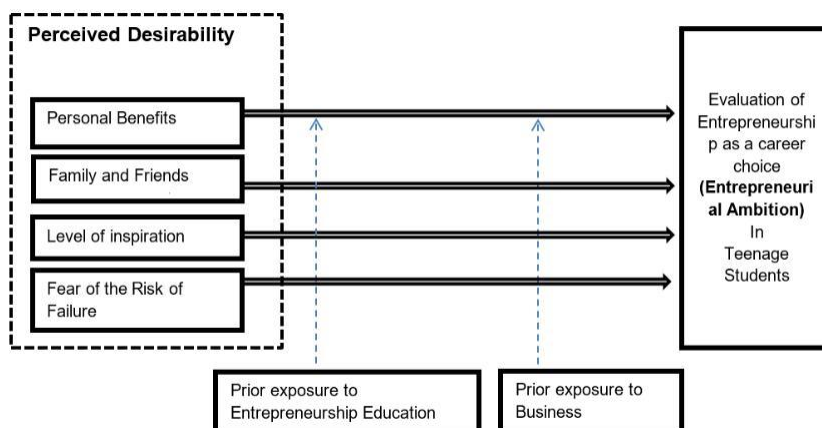 Perceived Desirability
Personal Benefits
Family and Friends
Level of inspiration
Fear of the Risk of
Failure
Evaluation of
Entrepreneurshi
p as a career
choice
(Entrepreneuri
al Ambition)
In
Teenage
Students
Prior exposure to
Entrepreneurship Education
Prior exposure to
Business